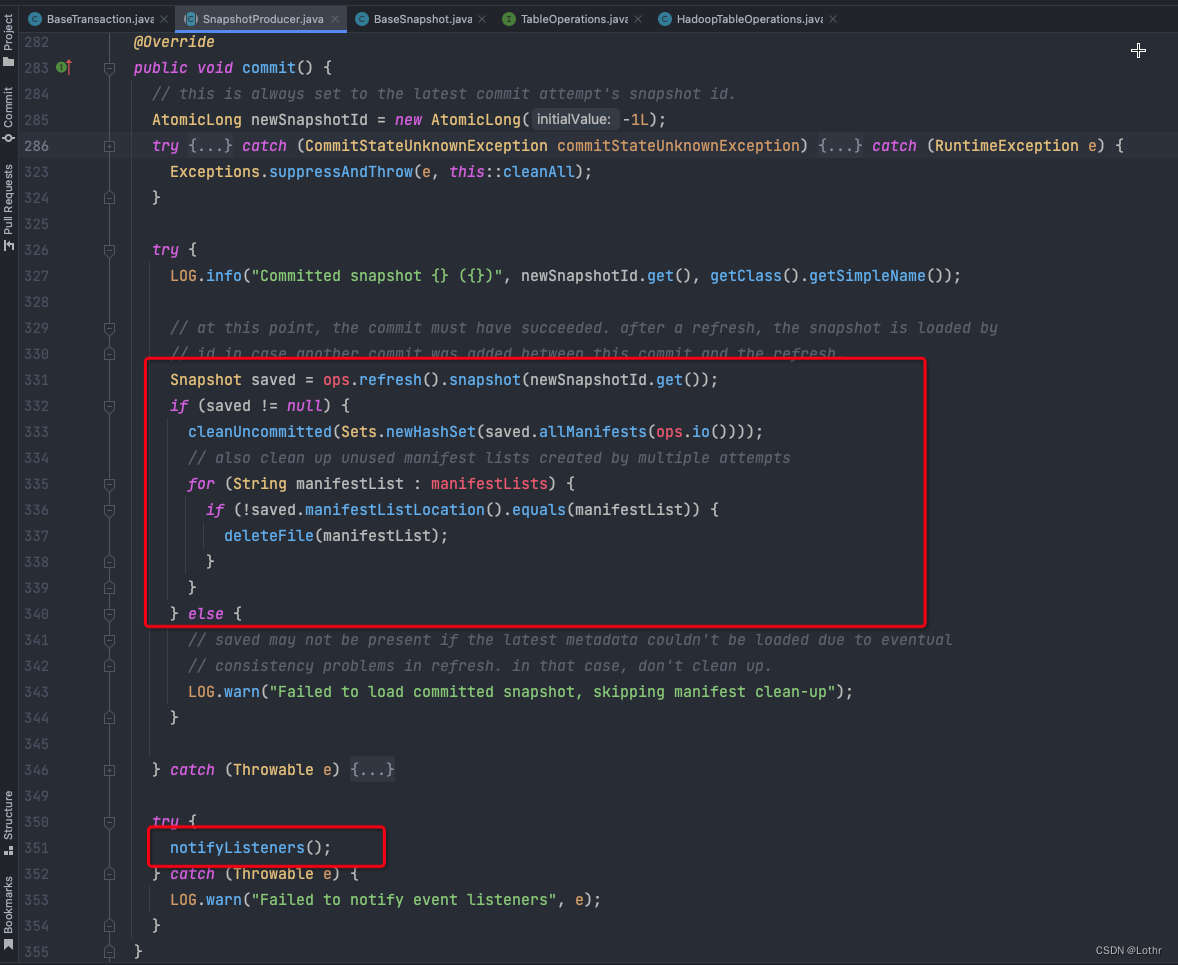 BaseTransaction.java
SnapshotProducer.java
BaseSnapshot.java
TableOperations.java
HadoopTableOperations.java
Project
Commit
Pull Requests
Structure
Bookmarks
282 @Override
283 public void commit() {
284 // this is always set to the latest commit attempt's snapshot id.
285 AtomicLong newSnapshotId = new AtomicLong( initialValue: -1L);
286 try {...} catch (CommitStateUnknownException commitStateUnknownException) {...} catch (RuntimeException e) {
323 Exceptions.suppressAndThrow(e, this::cleanAll);
324 }
325
326 try {
327 LOG.info("Committed snapshot {} ({})", newSnapshotId.get(), getClass().getSimpleName());
328
329 // at this point, the commit must have succeeded. after a refresh, the snapshot is loaded by
330 // id in case another commit was added between this commit and the refresh.
331 Snapshot saved = ops.refresh().snapshot(newSnapshotId.get());
332 if (saved != null) {
333 cleanUncommitted(Sets.newHashSet(saved.allManifests(ops.io())));
334 // also clean up unused manifest lists created by multiple attempts
335 for (String manifestList : manifestLists) {
336 if (!saved.manifestListLocation().equals(manifestList)) {
337 deleteFile(manifestList);
338 }
339 }
340 } else {
341 // saved may not be present if the latest metadata couldn't be loaded due to eventual
342 // consistency problems in refresh. in that case, don't clean up.
343 LOG.warn("Failed to load committed snapshot, skipping manifest clean-up");
344 }
345
346 } catch (Throwable e) {...}
349
350 try {
351 notifyListeners();
352 } catch (Throwable e) {
353 LOG.warn("Failed to notify event listeners", e);
354 }
355 }
CSDN @Lothr